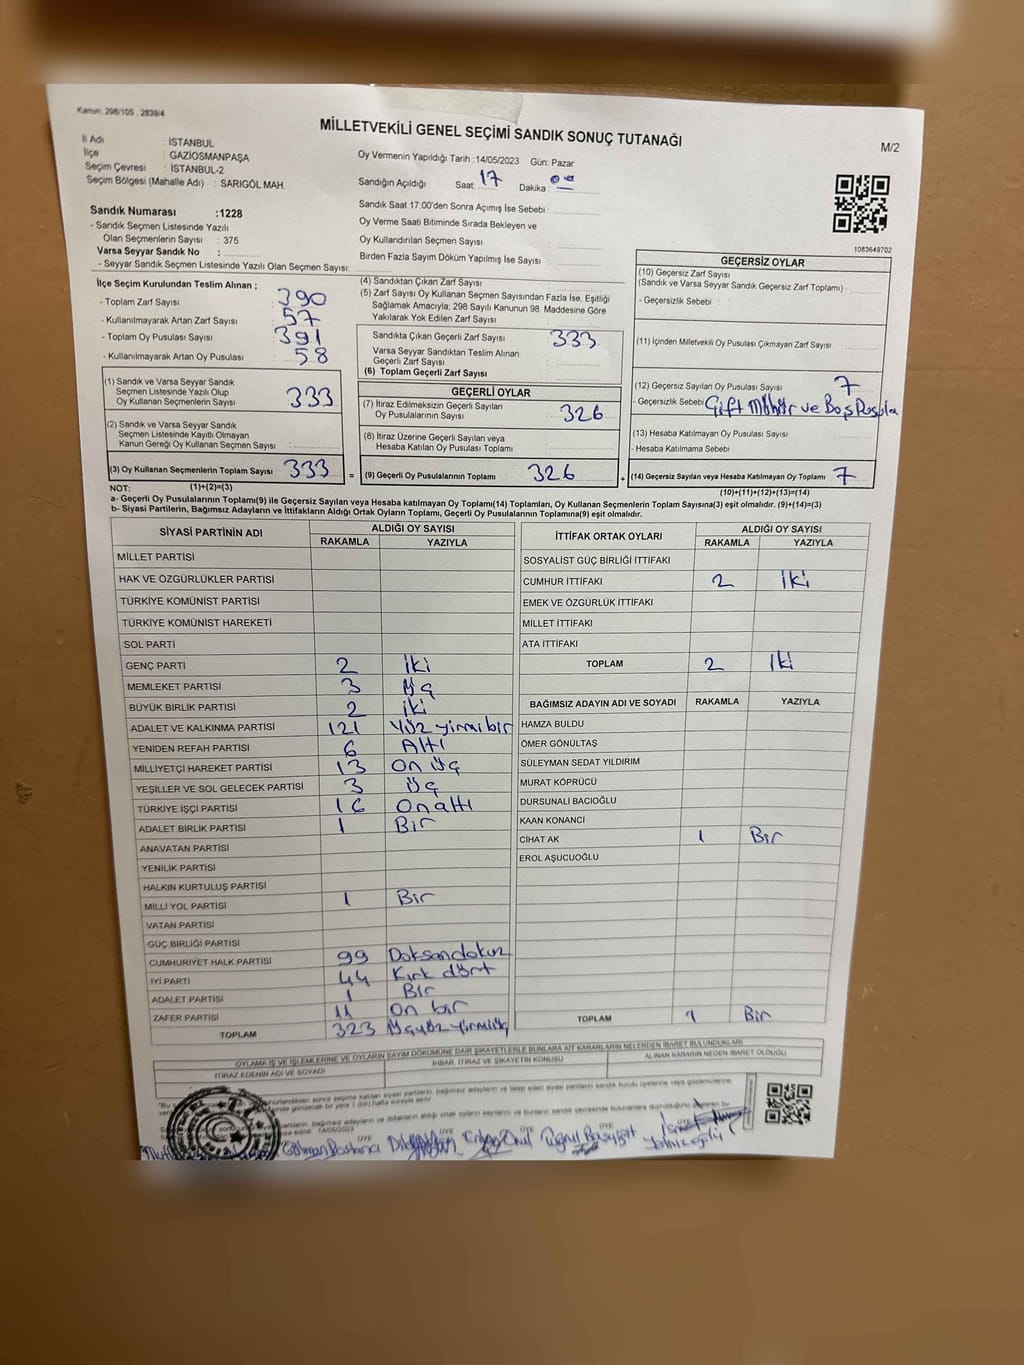 Kanun: 298/105, 2839/4
MİLLETVEKİLİ GENEL SEÇİMİ SANDIK SONUÇ TUTANAĞI
M/2
İl Adı : İSTANBUL
İlçe : GAZİOSMANPAŞA
Seçim Çevresi : İSTANBUL-2
Seçim Bölgesi (Mahalle Adı) : SARIGÖL MAH.
Oy Vermenin Yapıldığı Tarih : 14/05/2023 Gün: Pazar
Sandığın Açıldığı Saat: 17 Dakika : 00
Sandık Saat 17:00'den Sonra Açımış İse Sebebi :
Oy Verme Saati Bitiminde Sırada Bekleyen ve
Oy Kullandırılan Seçmen Sayısı :
Birden Fazla Sayım Döküm Yapılmış İse Sayısı :
Sandık Numarası :1228
- Sandık Seçmen Listesinde Yazılı
Olan Seçmenlerin Sayısı : 375
Varsa Seyyar Sandık No :
- Seyyar Sandık Seçmen Listesinde Yazılı Olan Seçmen Sayısı:
1083649702
İlçe Seçim Kurulundan Teslim Alınan ;
- Toplam Zarf Sayısı : 390
- Kullanılmayarak Artan Zarf Sayısı : 57
- Toplam Oy Pusulası Sayısı : 391
- Kullanılmayarak Artan Oy Pusulası : 58
(1) Sandık ve Varsa Seyyar Sandık
Seçmen Listesinde Yazılı Olup
Oy Kullanan Seçmenlerin Sayısı : 333
(2) Sandık ve Varsa Seyyar Sandık
Seçmen Listesinde Kayıtlı Olmayan
Kanun Gereği Oy Kullanan Seçmen Sayısı :
(3) Oy Kullanan Seçmenlerin Toplam Sayısı : 333
(4) Sandıktan Çıkan Zarf Sayısı :
(5) Zarf Sayısı Oy Kullanan Seçmen Sayısından Fazla İse, Eşitliği
Sağlamak Amacıyla; 298 Sayılı Kanunun 98. Maddesine Göre
Yakılarak Yok Edilen Zarf Sayısı :
Sandıkta Çıkan Geçerli Zarf Sayısı : 333
Varsa Seyyar Sandıktan Teslim Alınan
Geçerli Zarf Sayısı :
(6) Toplam Geçerli Zarf Sayısı :
GEÇERLİ OYLAR
(7) İtiraz Edilmeksizin Geçerli Sayılan
Oy Pusulalarının Sayısı : 326
(8) İtiraz Üzerine Geçerli Sayılan veya
Hesaba Katılan Oy Pusulası Toplamı :
= (9) Geçerli Oy Pusulalarının Toplamı : 326
GEÇERSİZ OYLAR
(10) Geçersiz Zarf Sayısı
(Sandık ve Varsa Seyyar Sandık Geçersiz Zarf Toplamı) :
- Geçersizlik Sebebi :
(11) İçinden Milletvekili Oy Pusulası Çıkmayan Zarf Sayısı :
(12) Geçersiz Sayılan Oy Pusulası Sayısı : 7
- Geçersizlik Sebebi : Çift Mühür ve Boş Pusula
(13) Hesaba Katılmayan Oy Pusulası Sayısı :
- Hesaba Katılmama Sebebi :
+ (14) Geçersiz Sayılan veya Hesaba Katılmayan Oy Toplamı : 7
NOT: (1)+(2)=(3)
(10)+(11)+(12)+(13)=(14)
a- Geçerli Oy Pusulalarının Toplamı(9) ile Geçersiz Sayılan veya Hesaba katılmayan Oy Toplamı(14) Toplamları, Oy Kullanan Seçmenlerin Toplam Sayısına(3) eşit olmalıdır. (9)+(14)=(3)
b- Siyasi Partilerin, Bağımsız Adayların ve İttifakların Aldığı Ortak Oyların Toplamı, Geçerli Oy Pusulalarının Toplamına(9) eşit olmalıdır.
SİYASİ PARTİNİN ADI ALDIĞI OY SAYISI
RAKAMLA YAZIYLA
MİLLET PARTİSİ
HAK VE ÖZGÜRLÜKLER PARTİSİ
TÜRKİYE KOMÜNİST PARTİSİ
TÜRKİYE KOMÜNİST HAREKETİ
SOL PARTİ
GENÇ PARTİ 2 İki
MEMLEKET PARTİSİ 3 Üç
BÜYÜK BİRLİK PARTİSİ 2 İki
ADALET VE KALKINMA PARTİSİ 121 Yüz yirmi bir
YENİDEN REFAH PARTİSİ 6 Altı
MİLLİYETÇİ HAREKET PARTİSİ 13 On üç
YEŞİLLER VE SOL GELECEK PARTİSİ 3 Üç
TÜRKİYE İŞÇİ PARTİSİ 16 On altı
ADALET BİRLİK PARTİSİ 1 Bir
ANAVATAN PARTİSİ
YENİLİK PARTİSİ
HALKIN KURTULUŞ PARTİSİ
MİLLİ YOL PARTİSİ 1 Bir
VATAN PARTİSİ
GÜÇ BİRLİĞİ PARTİSİ
CUMHURİYET HALK PARTİSİ 99 Doksandokuz
İYİ PARTİ 44 Kırk dört
ADALET PARTİSİ 1 Bir
ZAFER PARTİSİ 11 On bir
TOPLAM 323 Üçyüz yirmi üç
İTTİFAK ORTAK OYLARI ALDIĞI OY SAYISI
RAKAMLA YAZIYLA
SOSYALİST GÜÇ BİRLİĞİ İTTİFAKI
CUMHUR İTTİFAKI 2 İki
EMEK VE ÖZGÜRLÜK İTTİFAKI
MİLLET İTTİFAKI
ATA İTTİFAKI
TOPLAM 2 İki
BAĞIMSIZ ADAYIN ADI VE SOYADI RAKAMLA YAZIYLA
HAMZA BULDU
ÖMER GÖNÜLTAŞ
SÜLEYMAN SEDAT YILDIRIM
MURAT KÖPRÜCÜ
DURSUNALİ BACIOĞLU
KAAN KONANCİ
CİHAT AK 1 Bir
EROL AŞUCUOĞLU
TOPLAM 1 Bir
OYLAMA İŞ VE İŞLEMLERİNE VE OYLARIN SAYIM DÖKÜMÜNE DAİR ŞİKAYETLERLE BUNLARA AİT KARARLARIN NELERDEN İBARET BULUNDUKLARI
İTİRAZ EDENİN ADI VE SOYADI
İHBAR, İTİRAZ VE ŞİKAYETİN KONUSU
ALINAN KARARIN NEDEN İBARET OLDUĞU
14/05/2023
ÜYE ÜYE ÜYE ÜYE